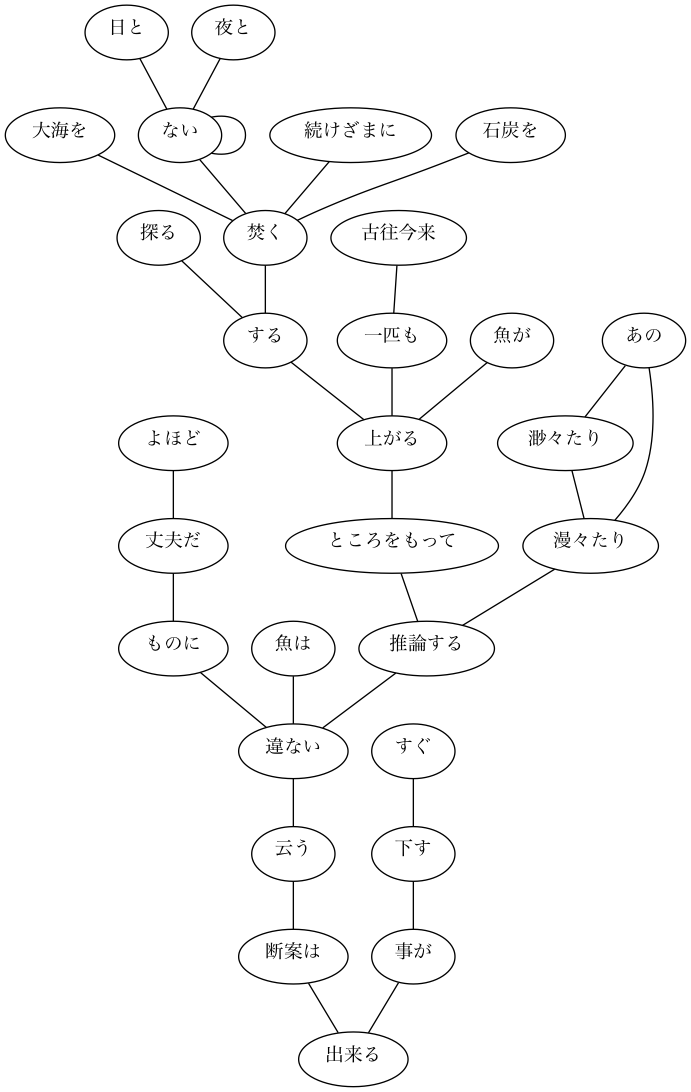 日と
夜と
大海を
ない
続けざまに
石炭を
探る
焚く
古往今来
する
一匹も
魚が
あの
よほど
上がる
渺々たり
丈夫だ
ところをもって
漫々たり
ものに
魚は
推論する
違ない
すぐ
云う
下す
断案は
事が
出来る